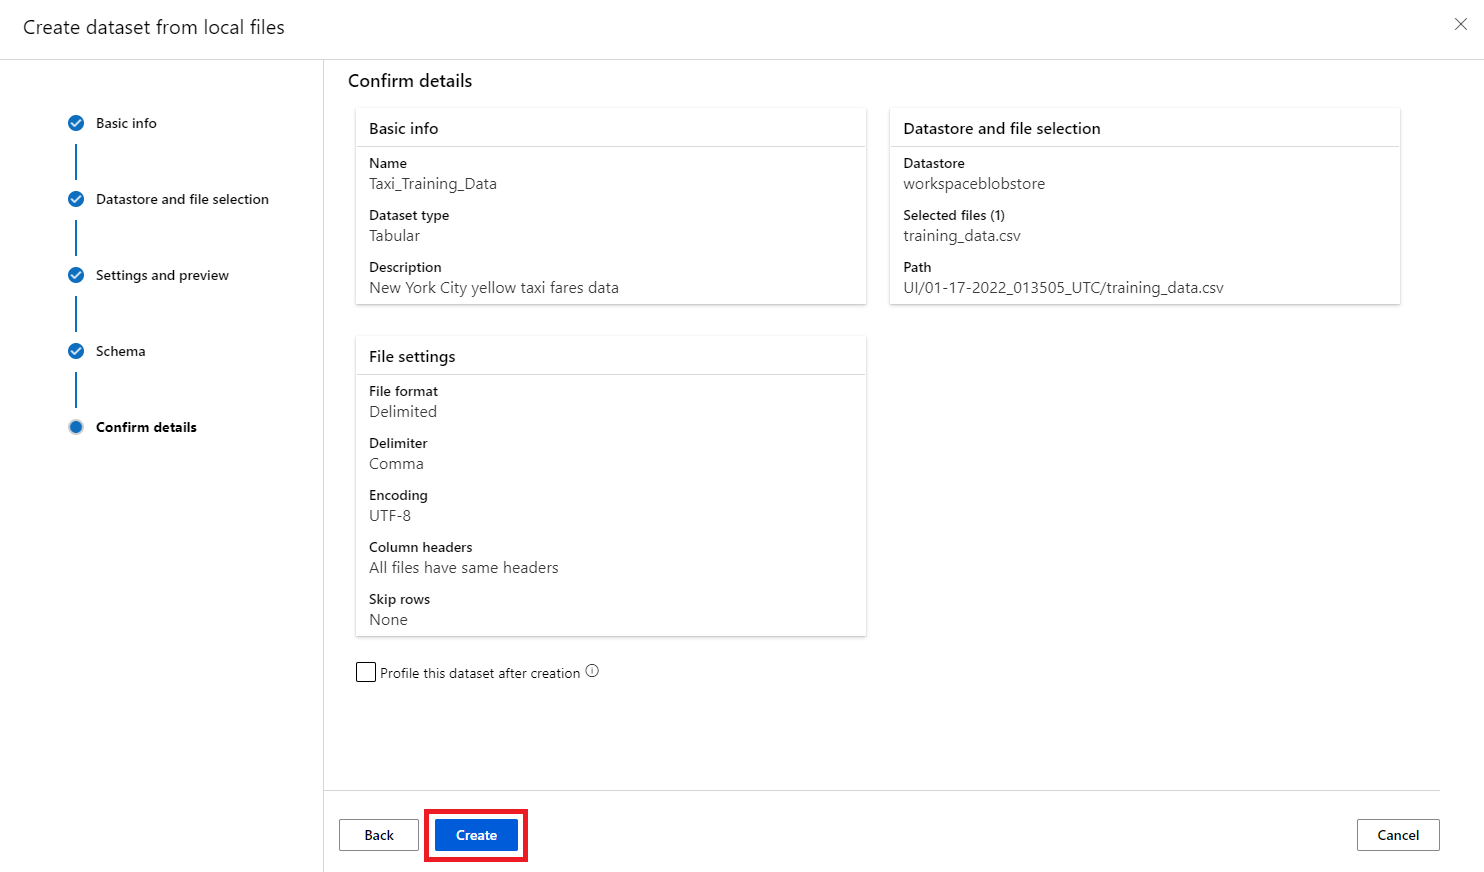 Create dataset from local files
Basic info
Datastore and file selection
Settings and preview
Schema
Confirm details
Confirm details
Basic info
Name
Taxi_Training_Data
Dataset type
Tabular
Description
New York City yellow taxi fares data
Datastore and file selection
Datastore
workspaceblobstore
Selected files (1)
training_data.csv
Path
UI/01-17-2022_013505_UTC/training_data.csv
File settings
File format
Delimited
Delimiter
Comma
Encoding
UTF-8
Column headers
All files have same headers
Skip rows
None
Profile this dataset after creation
Back
Create
Cancel